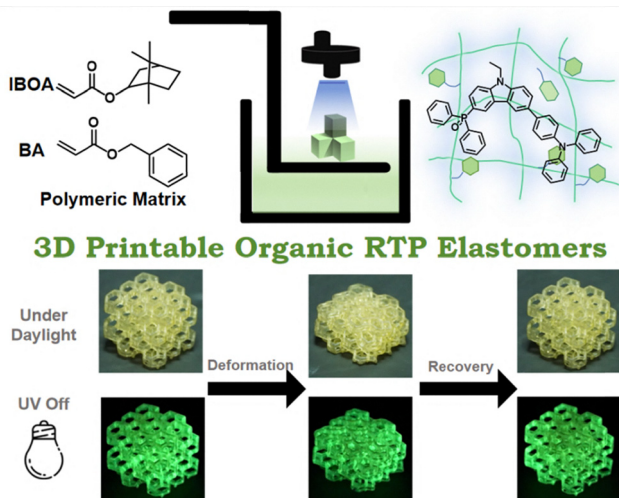 IBOA
O
O
BA
O
O
Polymeric Matrix
N
P
O
N
3D Printable Organic RTP Elastomers
Under
Daylight
Deformation
Recovery
UV Off